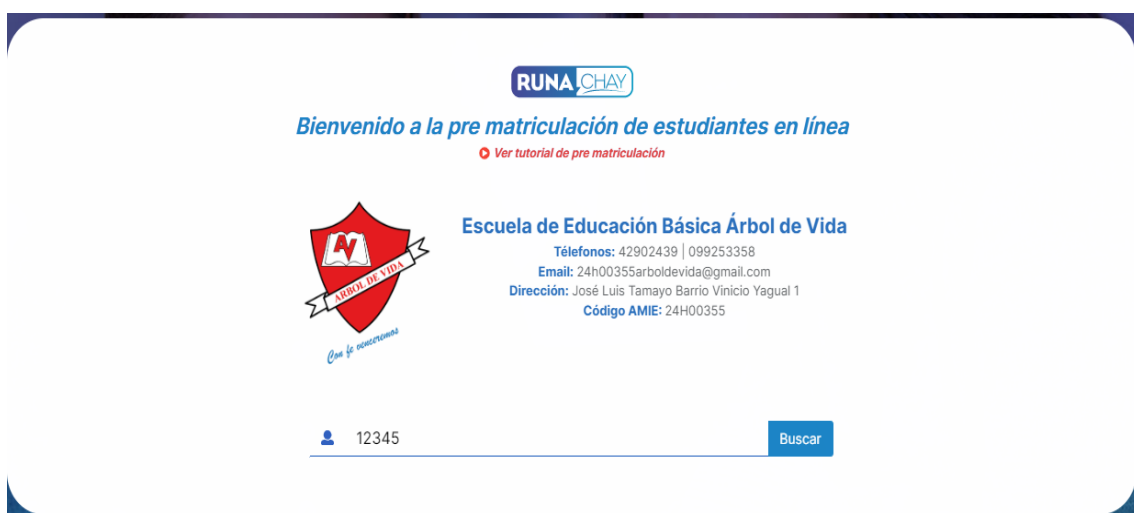 RUNACHAY
Bienvenido a la pre matriculación de estudiantes en línea
Ver tutorial de pre matriculación
AV
ARBOL DE VIDA
Con fe venceremos
Escuela de Educación Básica Árbol de Vida
Télefonos: 42902439 | 099253358
Email: 24h00355arboldevida@gmail.com
Dirección: José Luis Tamayo Barrio Vinicio Yagual 1
Código AMIE: 24H00355
12345
Buscar